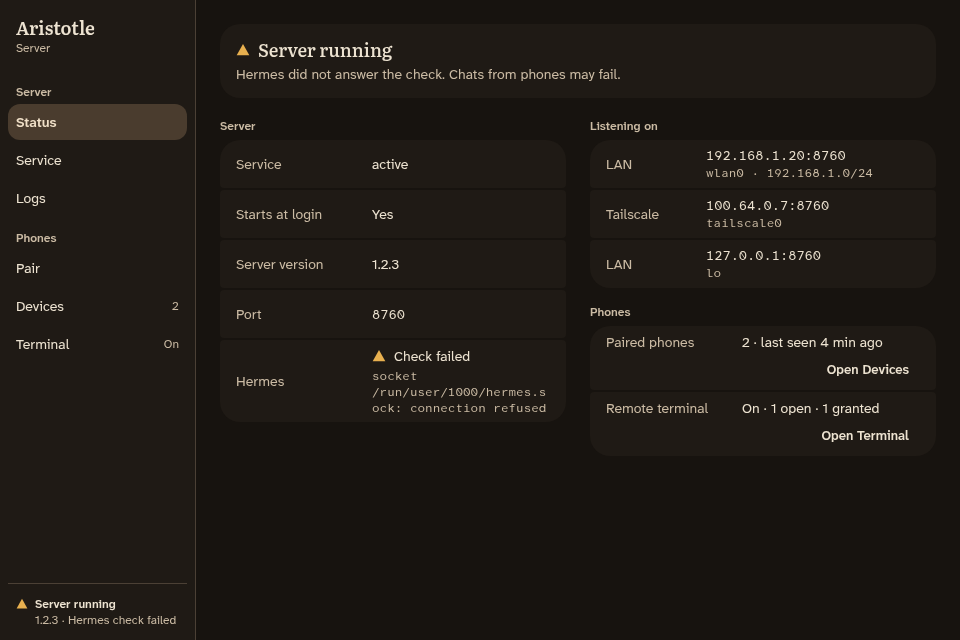 Aristotle
Server
Server
Status
Service
Logs
Phones
Pair
Devices 2
Terminal On
Server running
1.2.3 · Hermes check failed
Server running
Hermes did not answer the check. Chats from phones may fail.
Server
Service active
Starts at login Yes
Server version 1.2.3
Port 8760
Hermes Check failed
socket
/run/user/1000/hermes.s
ock: connection refused
Listening on
LAN 192.168.1.20:8760
wlan0 · 192.168.1.0/24
Tailscale 100.64.0.7:8760
tailscale0
LAN 127.0.0.1:8760
lo
Phones
Paired phones 2 · last seen 4 min ago
Open Devices
Remote terminal On · 1 open · 1 granted
Open Terminal